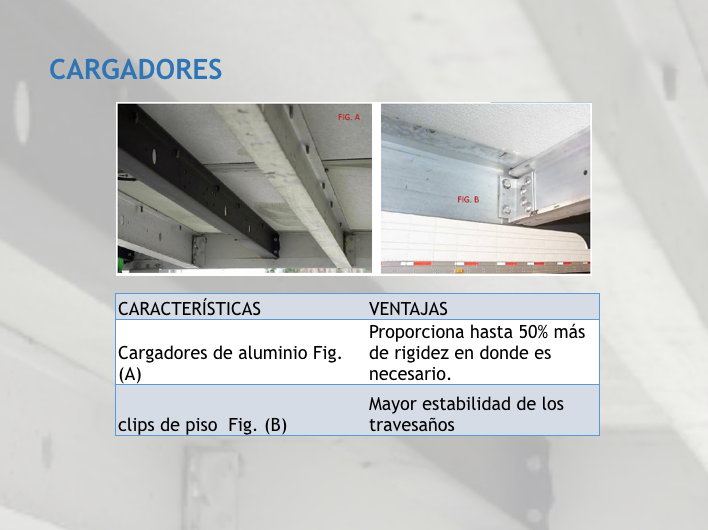 CARGADORES
FIG. A
FIG. B
CARACTERÍSTICAS
VENTAJAS
Cargadores de aluminio Fig.
(A)
Proporciona hasta 50% más
de rigidez en donde es
necesario.
clips de piso  Fig. (B)
Mayor estabilidad de los
travesaños